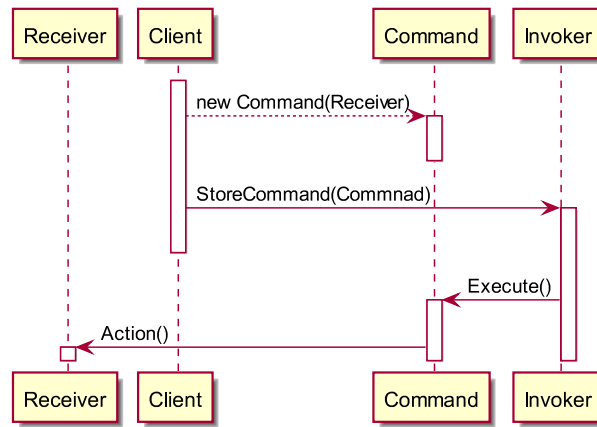 Receiver Client Command Invoker
new Command(Receiver)
StoreCommand(Commnad)
Execute()
Action()
Receiver Client Command Invoker